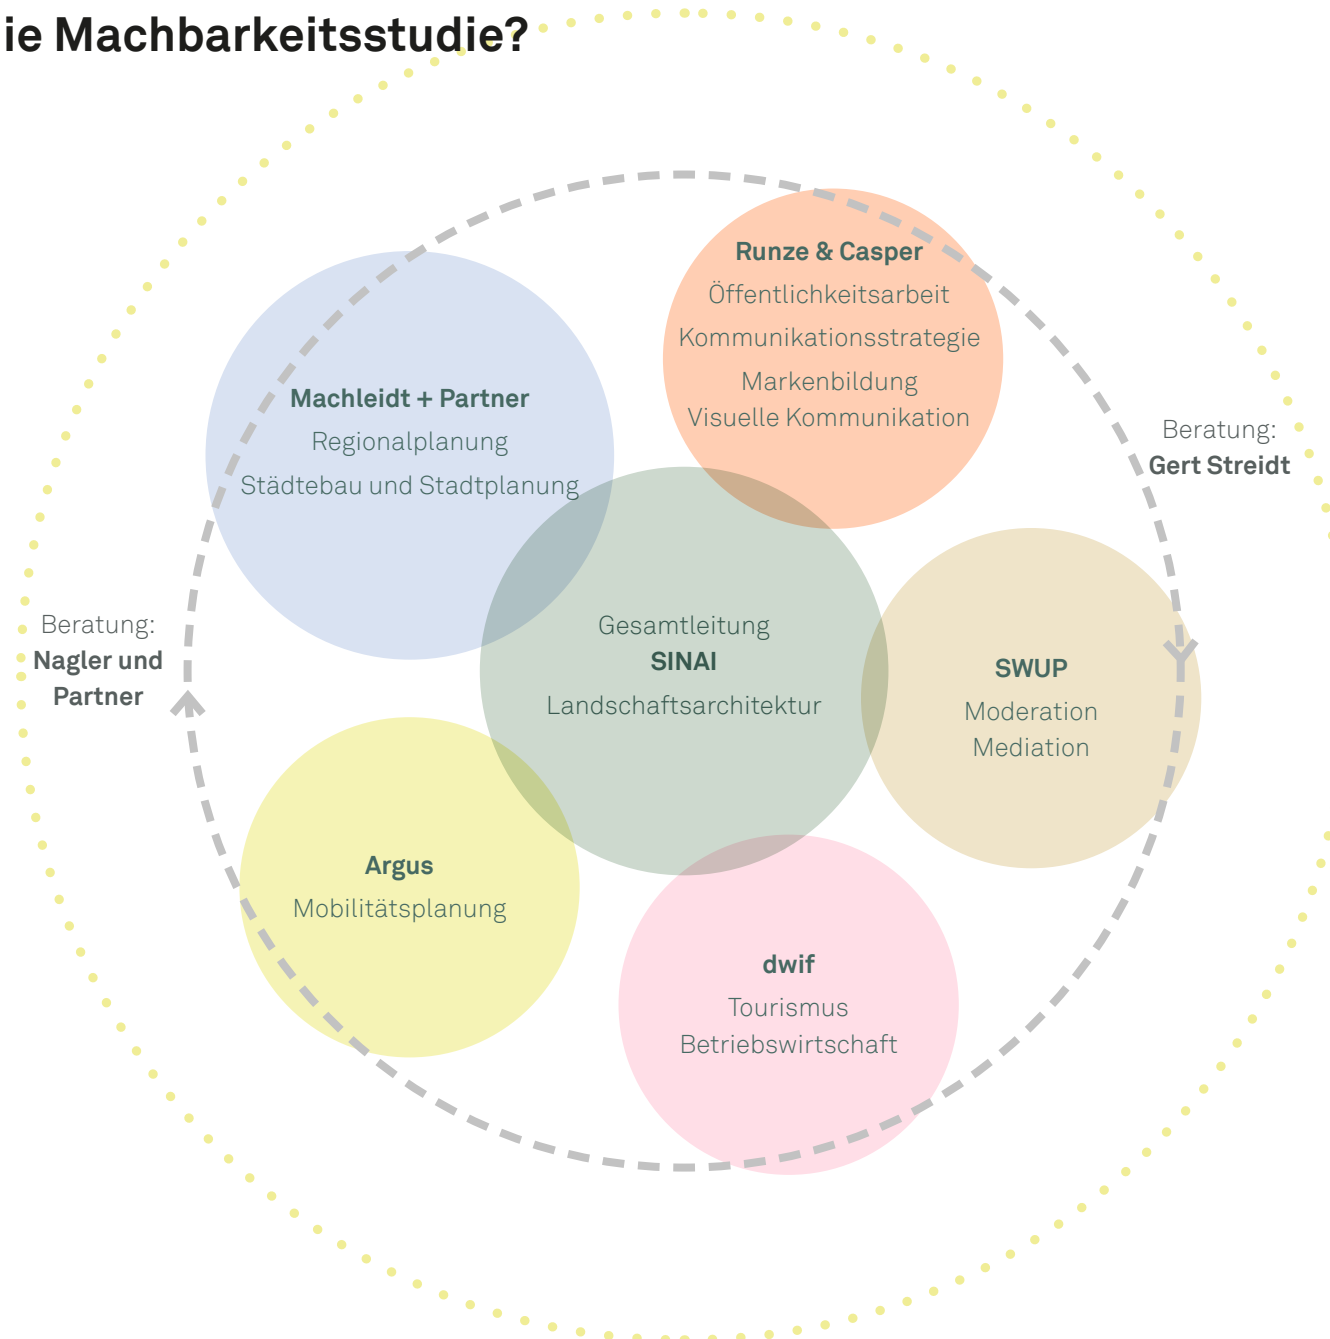 ie Machbarkeitsstudie?
Runze & Casper
Öffentlichkeitsarbeit
Kommunikationsstrategie
Markenbildung
Visuelle Kommunikation
Machleidt + Partner
Regionalplanung
Städtebau und Stadtplanung
Beratung:
Gert Streidt
Beratung:
Nagler und
Partner
Gesamtleitung
SINAI
Landschaftsarchitektur
SWUP
Moderation
Mediation
Argus
Mobilitätsplanung
dwif
Tourismus
Betriebswirtschaft